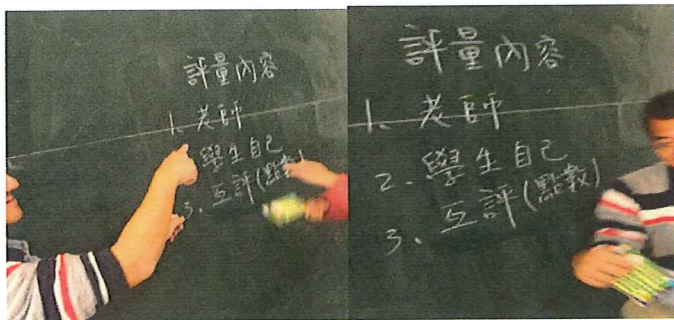 評量內容
1. 老師
學生自己
3. 互評(點數)
評量內容
1. 老師
2. 學生自己
3. 互評(點數)